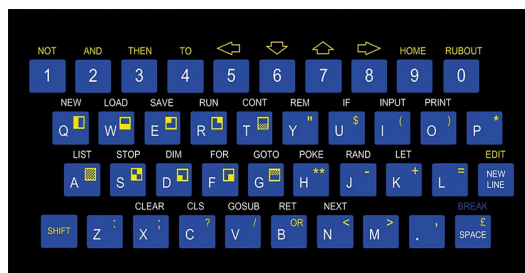 NOT AND THEN TO HOME RUBOUT
1 2 3 4 5 6 7 8 9 0
NEW LOAD SAVE RUN CONT REM IF INPUT PRINT
Q W E R T Y " U $ I ( O ) P *
LIST STOP DIM FOR GOTO POKE RAND LET EDIT
A S D F G H ** J - K + L = NEW LINE
CLEAR CLS GOSUB RET NEXT BREAK
SHIFT Z : X ; C ? V / B OR N < M > . , £ SPACE